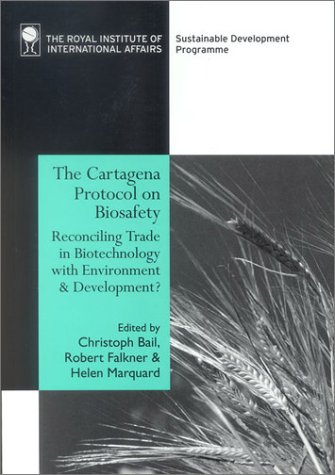 THE ROYAL INSTITUTE OF
INTERNATIONAL AFFAIRS
Sustainable Development
Programme
The Cartagena
Protocol on
Biosafety
Reconciling Trade
in Biotechnology
with Environment
& Development?
Edited by
Christoph Bail,
Robert Falkner &
Helen Marquard